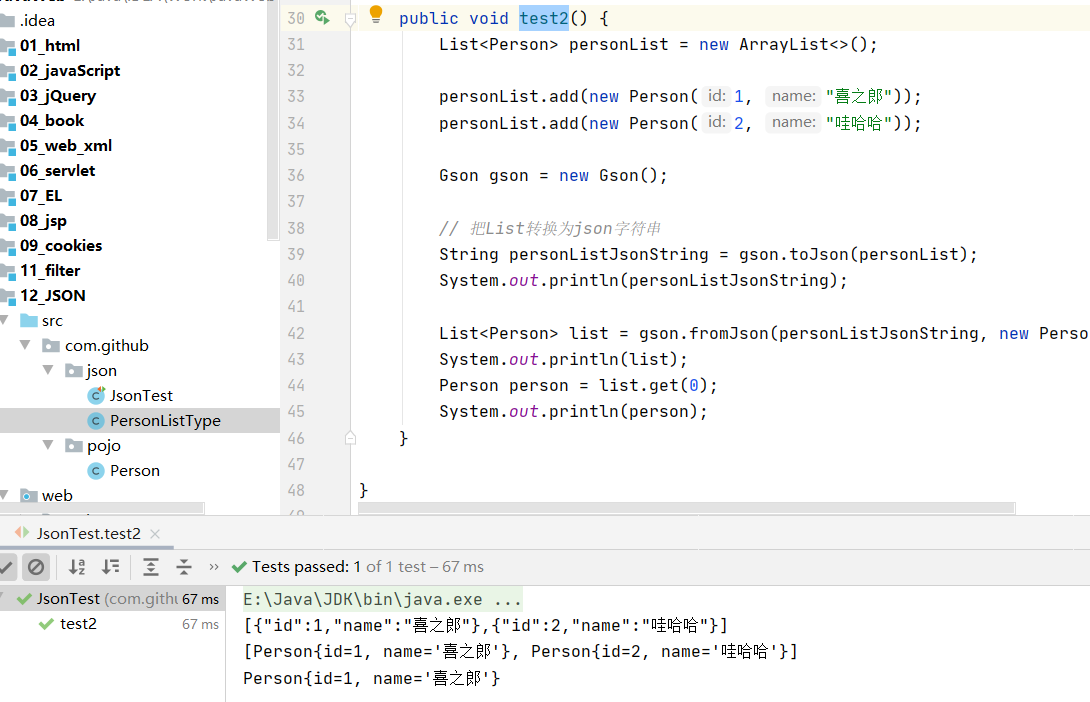 .idea
01_html
02_javaScript
03_jQuery
04_book
05_web_xml
06_servlet
07_EL
08_jsp
09_cookies
11_filter
12_JSON
src
com.github
json
JsonTest
PersonListType
pojo
Person
web
30 public void test2() {
31 List<Person> personList = new ArrayList<>();
32
33 personList.add(new Person( id: 1, name: "喜之郎"));
34 personList.add(new Person( id: 2, name: "哇哈哈"));
35
36 Gson gson = new Gson();
37
38 // 把List转换为json字符串
39 String personListJsonString = gson.toJson(personList);
40 System.out.println(personListJsonString);
41
42 List<Person> list = gson.fromJson(personListJsonString, new Perso
43 System.out.println(list);
44 Person person = list.get(0);
45 System.out.println(person);
46 }
47
48 }
JsonTest.test2
Tests passed: 1 of 1 test – 67 ms
JsonTest (com.githu 67 ms
test2 67 ms
E:\Java\JDK\bin\java.exe ...
[{"id":1,"name":"喜之郎"},{"id":2,"name":"哇哈哈"}]
[Person{id=1, name='喜之郎'}, Person{id=2, name='哇哈哈'}]
Person{id=1, name='喜之郎'}